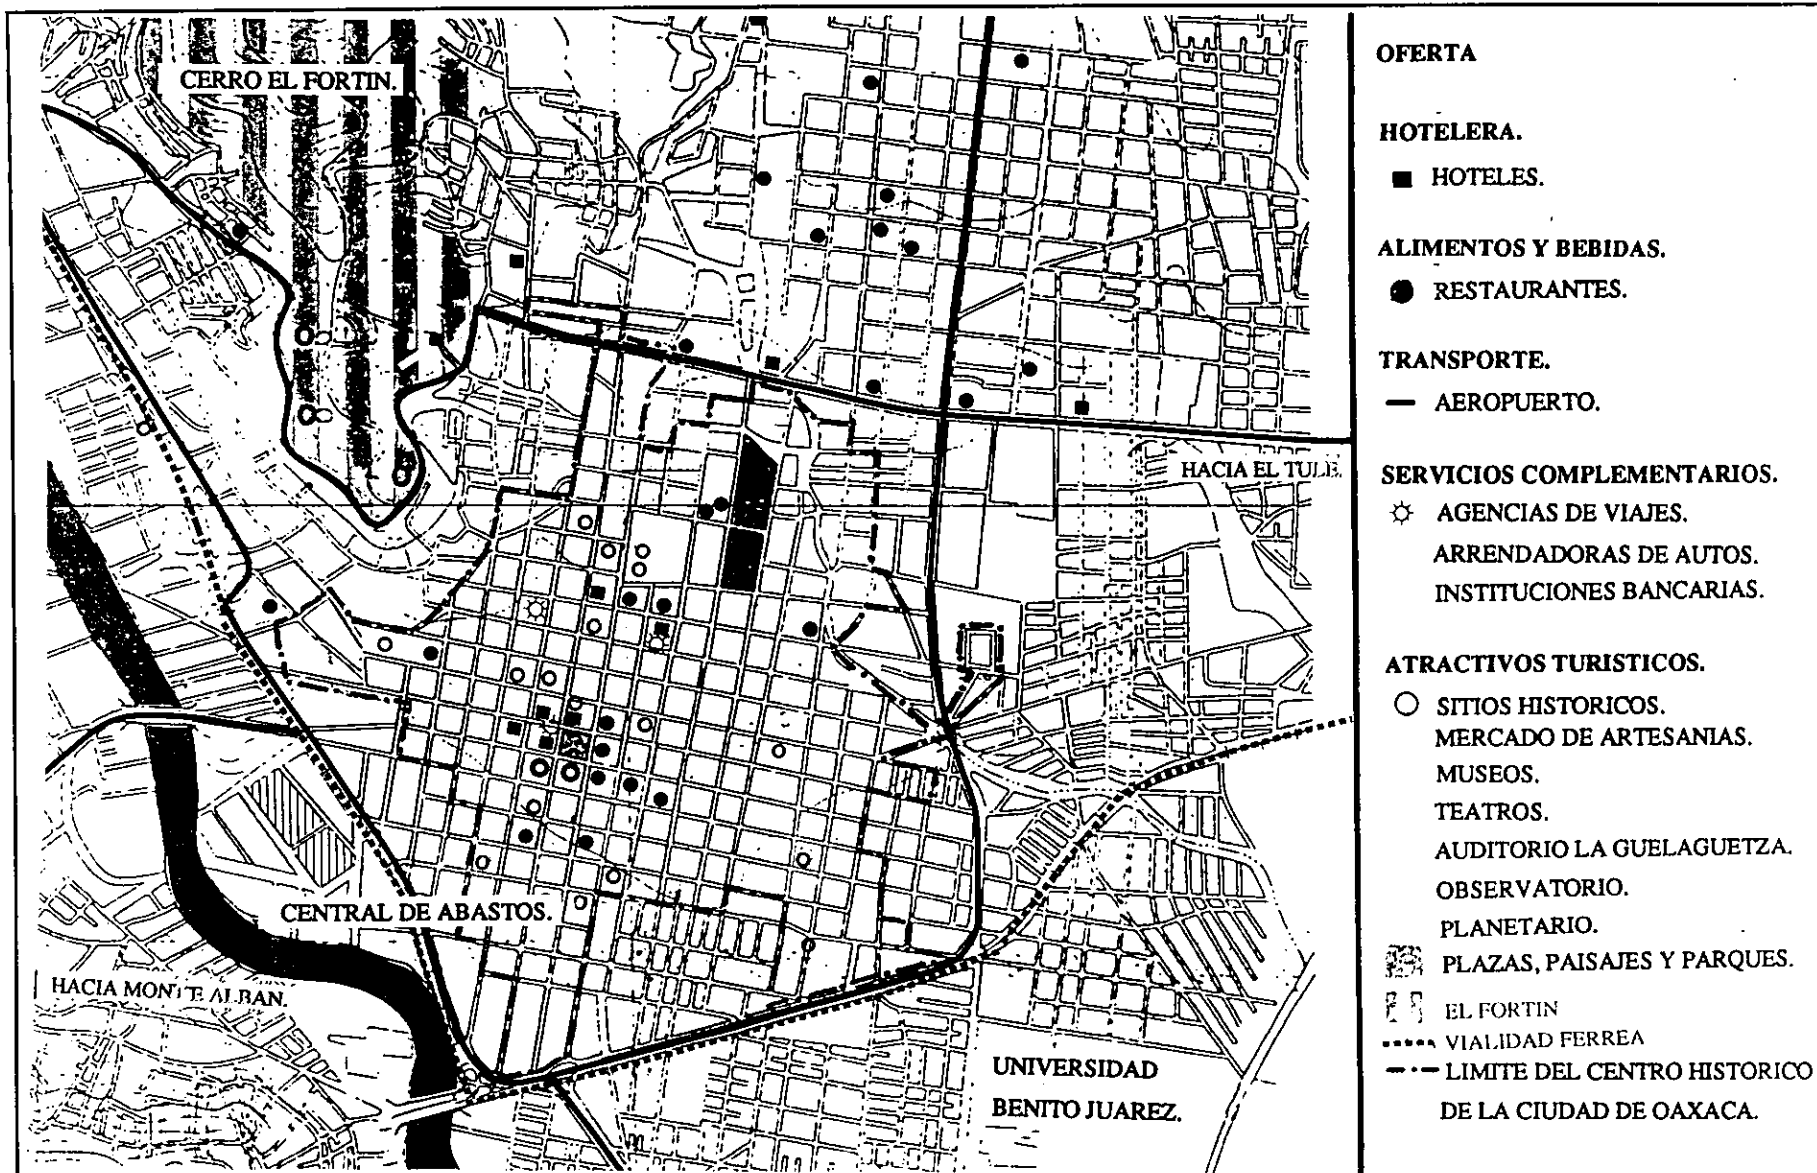 CERRO EL FORTIN.
HACIA EL TULE.
CENTRAL DE ABASTOS.
HACIA MONTE ALBAN.
UNIVERSIDAD
BENITO JUAREZ.
OFERTA
HOTELERA.
HOTELES.
ALIMENTOS Y BEBIDAS.
RESTAURANTES.
TRANSPORTE.
AEROPUERTO.
SERVICIOS COMPLEMENTARIOS.
AGENCIAS DE VIAJES.
ARRENDADORAS DE AUTOS.
INSTITUCIONES BANCARIAS.
ATRACTIVOS TURISTICOS.
SITIOS HISTORICOS.
MERCADO DE ARTESANIAS.
MUSEOS.
TEATROS.
AUDITORIO LA GUELAGUETZA.
OBSERVATORIO.
PLANETARIO.
PLAZAS, PAISAJES Y PARQUES.
EL FORTIN
VIALIDAD FERREA
LIMITE DEL CENTRO HISTORICO
DE LA CIUDAD DE OAXACA.